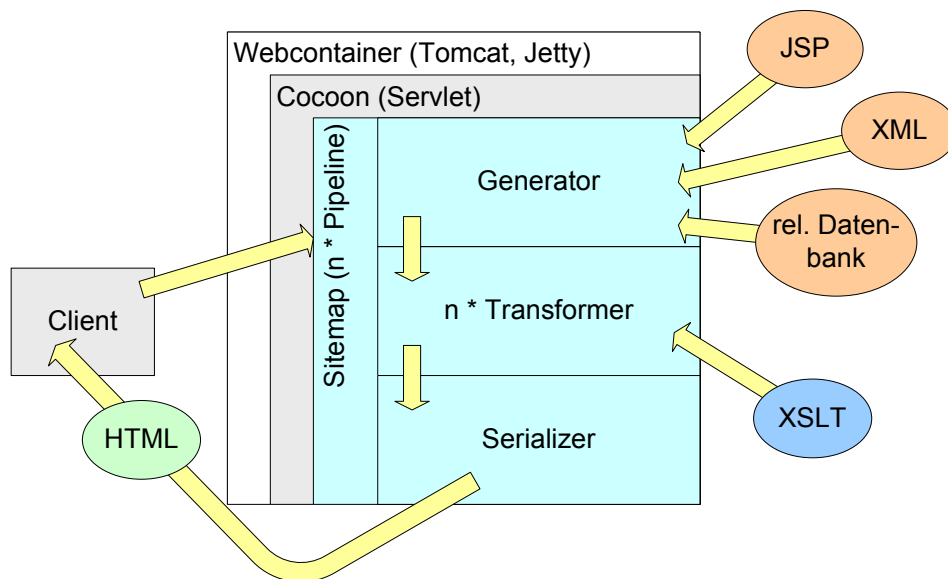 Webcontainer (Tomcat, Jetty)
JSP
Cocoon (Servlet)
XML
Sitemap (n * Pipeline)
Generator
rel. Daten-
bank
Client
n * Transformer
HTML
Serializer
XSLT